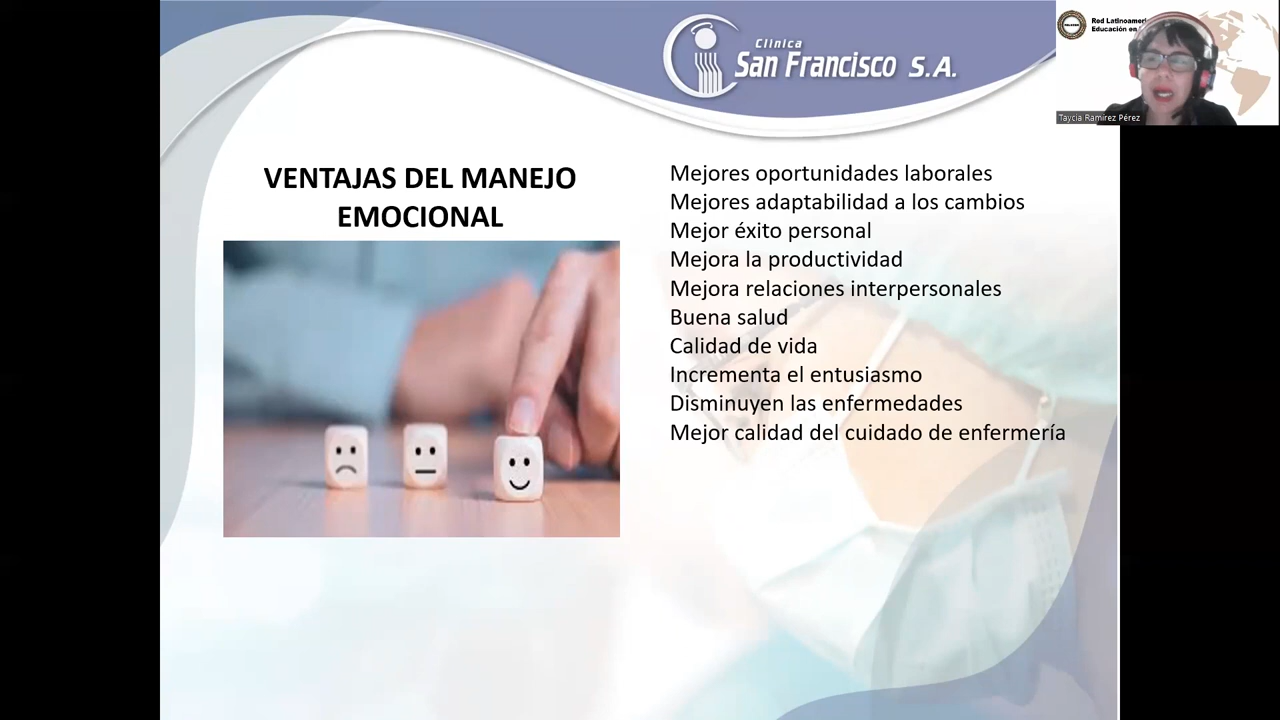 Clínica
San Francisco S.A.
Red Latinoameri
Educación en
Taycia Ramírez Pérez
VENTAJAS DEL MANEJO
EMOCIONAL
Mejores oportunidades laborales
Mejores adaptabilidad a los cambios
Mejor éxito personal
Mejora la productividad
Mejora relaciones interpersonales
Buena salud
Calidad de vida
Incrementa el entusiasmo
Disminuyen las enfermedades
Mejor calidad del cuidado de enfermería